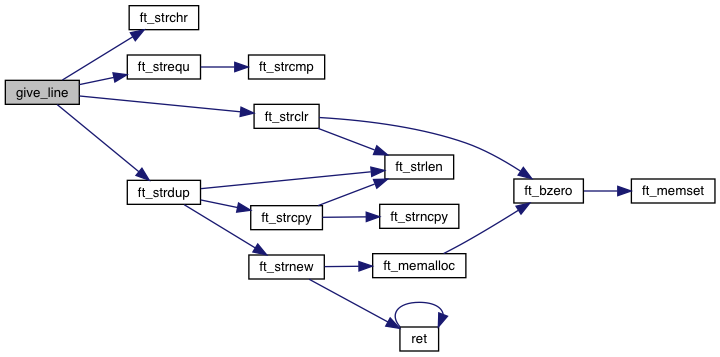 ft_strchr
ft_strequ
ft_strcmp
give_line
ft_strclr
ft_strlen
ft_strdup
ft_bzero
ft_memset
ft_strcpy
ft_strncpy
ft_strnew
ft_memalloc
ret